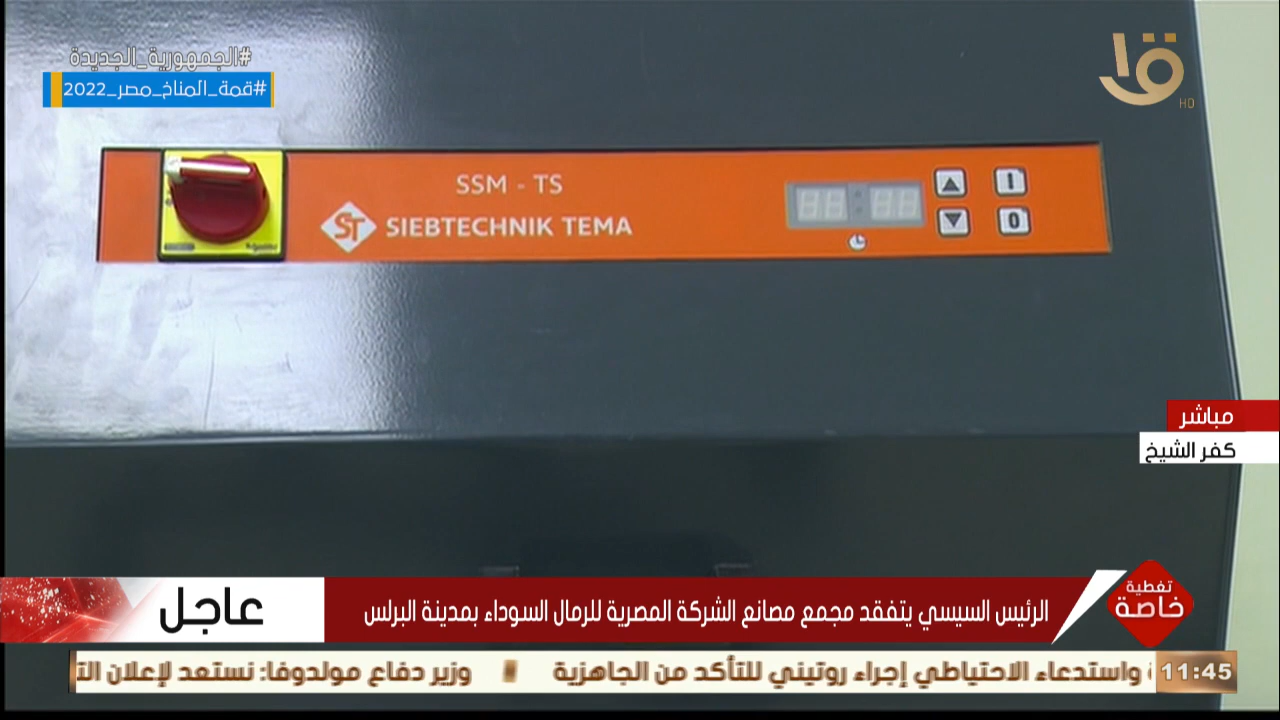 #الجمهورية_الجديدة
#قمة_المناخ_مصر_2022
HD
SSM - TS
ST SIEBTECHNIK TEMA
I
0
مباشر
كفر الشيخ
تغطية
خاصة
الرئيس السيسي يتفقد مجمع مصانع الشركة المصرية للرمال السوداء بمدينة البرلس
عاجل
11:45
واستدعاء الاحتياطي إجراء روتيني للتأكد من الجاهزية
وزير دفاع مولدوفا: نستعد لإعلان